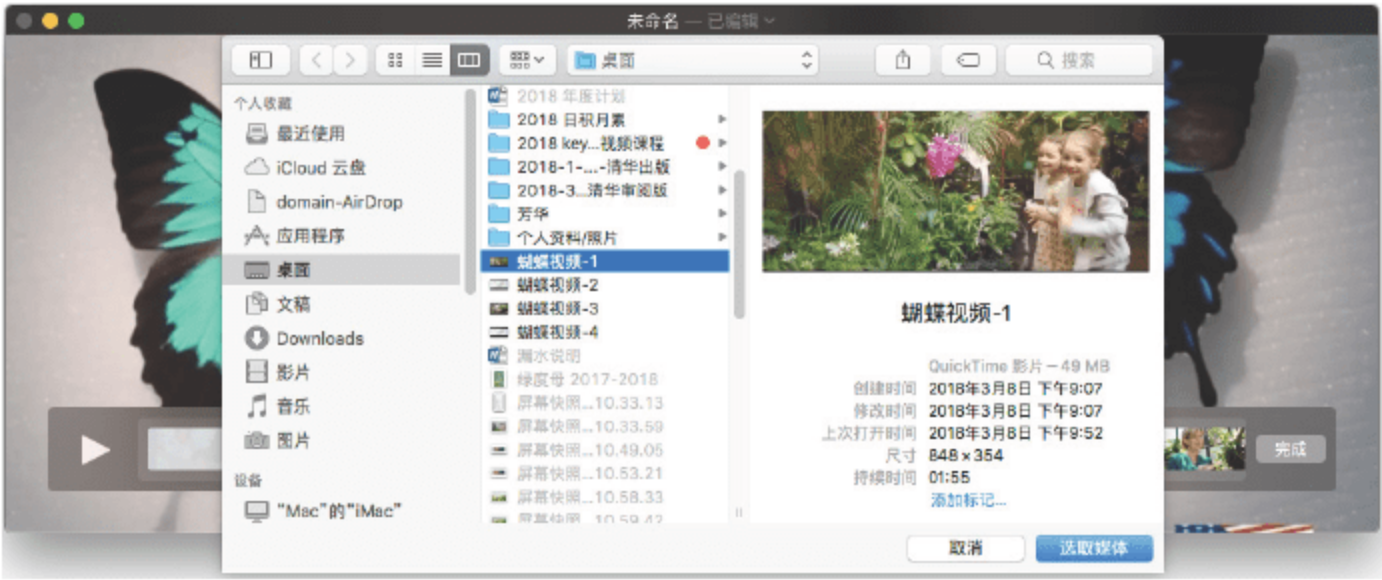 未命名 — 已编辑
桌面
搜索
个人收藏
最近使用
iCloud 云盘
domain-AirDrop
应用程序
桌面
文稿
Downloads
影片
音乐
图片
设备
“Mac”的“iMac”
2018 年度计划
2018 日积月累
2018 key...视频课程
2018-1-...-清华出版
2018-3...清华审阅版
芳华
个人资料/照片
蝴蝶视频-1
蝴蝶视频-2
蝴蝶视频-3
蝴蝶视频-4
漏水说明
绿度母 2017-2018
屏幕快照...10.33.13
屏幕快照...10.33.59
屏幕快照...10.49.05
屏幕快照...10.53.21
屏幕快照...10.58.33
屏幕快照...10.59.42
蝴蝶视频-1
QuickTime 影片 — 49 MB
创建时间 2018年3月8日 下午9:07
修改时间 2018年3月8日 下午9:07
上次打开时间 2018年3月8日 下午9:52
尺寸 848 × 354
持续时间 01:55
添加标记...
完成
取消
选取媒体